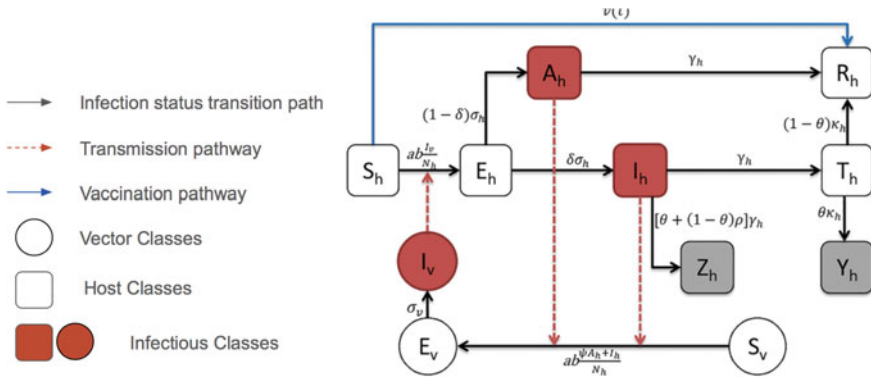 ν(t)
A_h
γ_h
R_h
Infection status transition path
(1−δ)σ_h
(1−θ)κ_h
Transmission pathway
ab I_v/N_h
δσ_h
γ_h
S_h
E_h
I_h
T_h
Vaccination pathway
[θ + (1−θ)ρ]γ_h
θκ_h
Vector Classes
I_v
Z_h
Y_h
Host Classes
σ_v
Infectious Classes
E_v
S_v
ab ψA_h+I_h/N_h